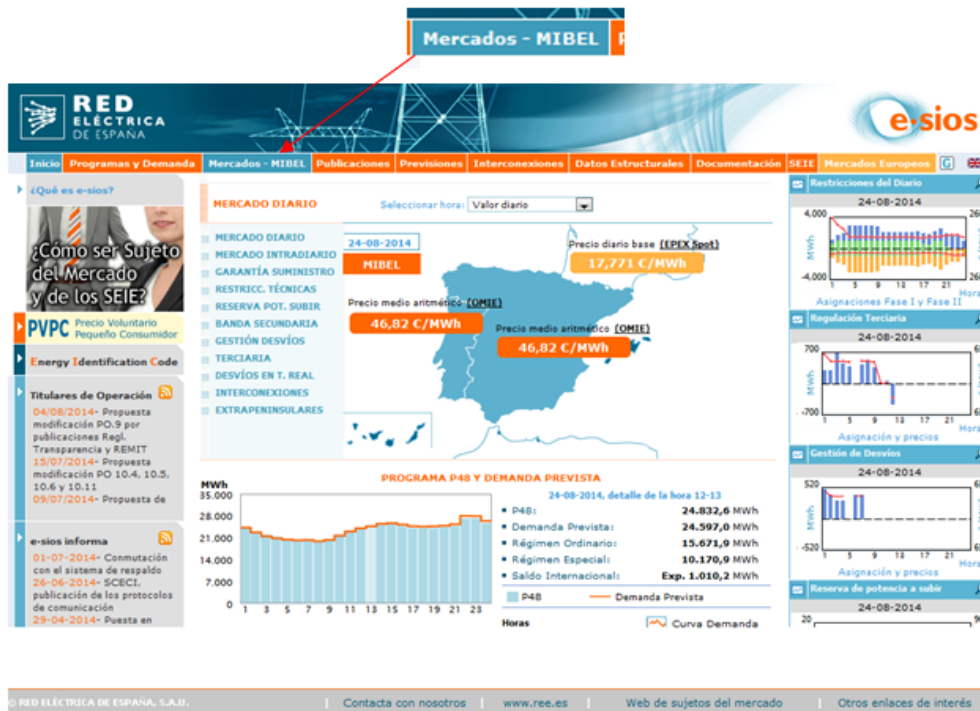 Mercados - MIBEL
RED
ELÉCTRICA
DE ESPAÑA
e·sios
Inicio
Programas y Demanda
Mercados - MIBEL
Publicaciones
Previsiones
Interconexiones
Datos Estructurales
Documentación
SEIE
Mercados Europeos
¿Qué es e-sios?
¿Cómo ser Sujeto
del Mercado
y de los SEIE?
PVPC Precio Voluntario
Pequeño Consumidor
Energy Identification Code
Titulares de Operación
04/08/2014- Propuesta
modificación PO.9 por
publicaciones Regl.
Transparencia y REMIT
15/07/2014- Propuesta
modificación PO 10.4, 10.5,
10.6 y 10.11
09/07/2014- Propuesta de
e-sios informa
01-07-2014- Conmutación
con el sistema de respaldo
26-06-2014- SCECI,
publicación de los protocolos
de comunicación
29-04-2014- Puesta en
MERCADO DIARIO
Seleccionar hora: Valor diario
MERCADO DIARIO
MERCADO INTRADIARIO
GARANTÍA SUMINISTRO
RESTRICC. TÉCNICAS
RESERVA POT. SUBIR
BANDA SECUNDARIA
GESTIÓN DESVÍOS
TERCIARIA
DESVÍOS EN T. REAL
INTERCONEXIONES
EXTRAPENINSULARES
24-08-2014
MIBEL
Precio diario base (EPEX Spot)
17,771 €/MWh
Precio medio aritmético (OMIE)
46,82 €/MWh
Precio medio aritmético (OMIE)
46,82 €/MWh
PROGRAMA P48 Y DEMANDA PREVISTA
MWh
35.000
28.000
21.000
14.000
7.000
0
1 3 5 7 9 11 13 15 17 19 21 23
24-08-2014, detalle de la hora 12-13
P48: 24.832,6 MWh
Demanda Prevista: 24.597,0 MWh
Régimen Ordinario: 15.671,9 MWh
Régimen Especial: 10.170,9 MWh
Saldo Internacional: Exp. 1.010,2 MWh
P48 Demanda Prevista
Horas
Curva Demanda
Restricciones del Diario
24-08-2014
4.000
MWh
-4.000
1 5 9 13 17 21
Hora
Asignaciones Fase I y Fase II
Regulación Terciaria
24-08-2014
700
MWh
-700
1 5 9 13 17 21
Hora
Asignación y precios
Gestión de Desvíos
24-08-2014
520
MWh
-520
1 5 9 13 17 21
Hora
Asignación y precios
Reserva de potencia a subir
24-08-2014
20
© RED ELÉCTRICA DE ESPAÑA, S.A.U.
Contacta con nosotros
www.ree.es
Web de sujetos del mercado
Otros enlaces de interés